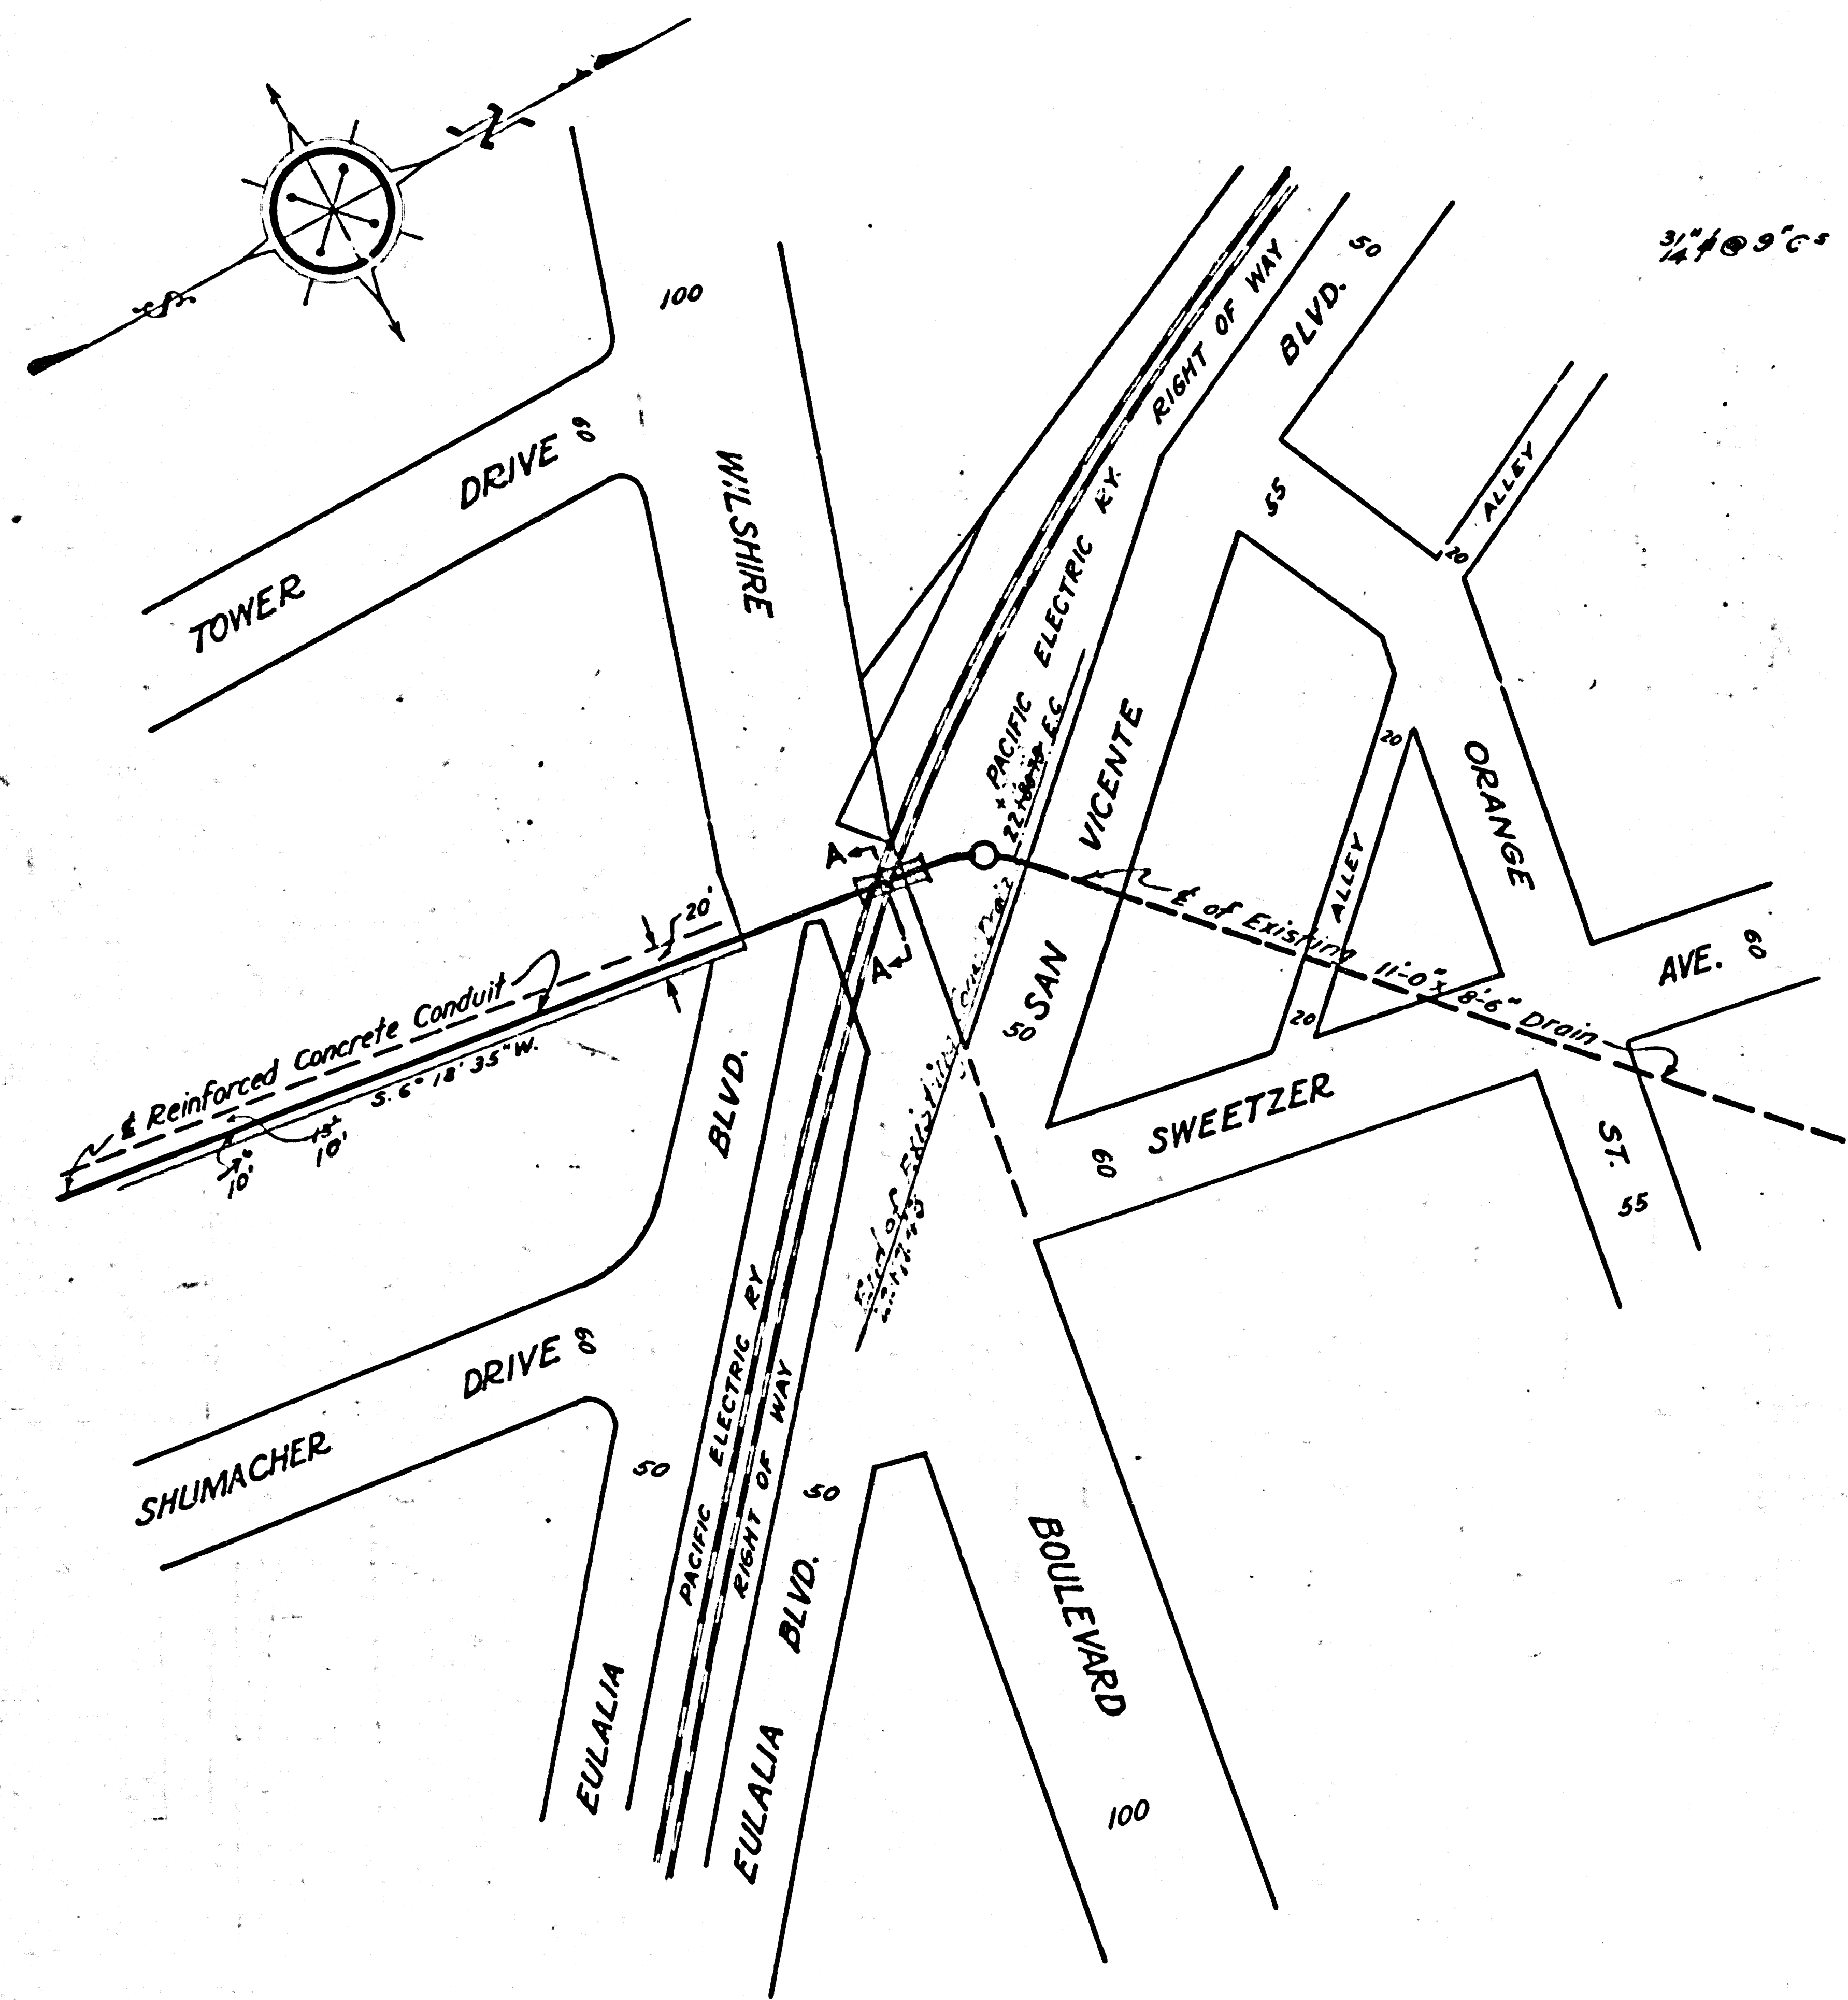 N
S
100
50
BLVD.
RIGHT OF WAY
DRIVE 60
TOWER
WILSHIRE
PACIFIC ELECTRIC RY.
55
ALLEY
20
VICENTE
20
ORANGE
ALLEY
A
A
20'
℄ of Existing 11'-0" x 8'-6" Drain
SAN
50
20
AVE. 60
℄ Reinforced Concrete Conduit
S. 6° 18' 35" W.
10'
10'
BLVD.
SWEETZER
60
ST.
55
DRIVE 60
SHUMACHER
50
PACIFIC ELECTRIC RY
RIGHT OF WAY
50
BLVD.
BOULEVARD
EULALIA
EULALIA
100